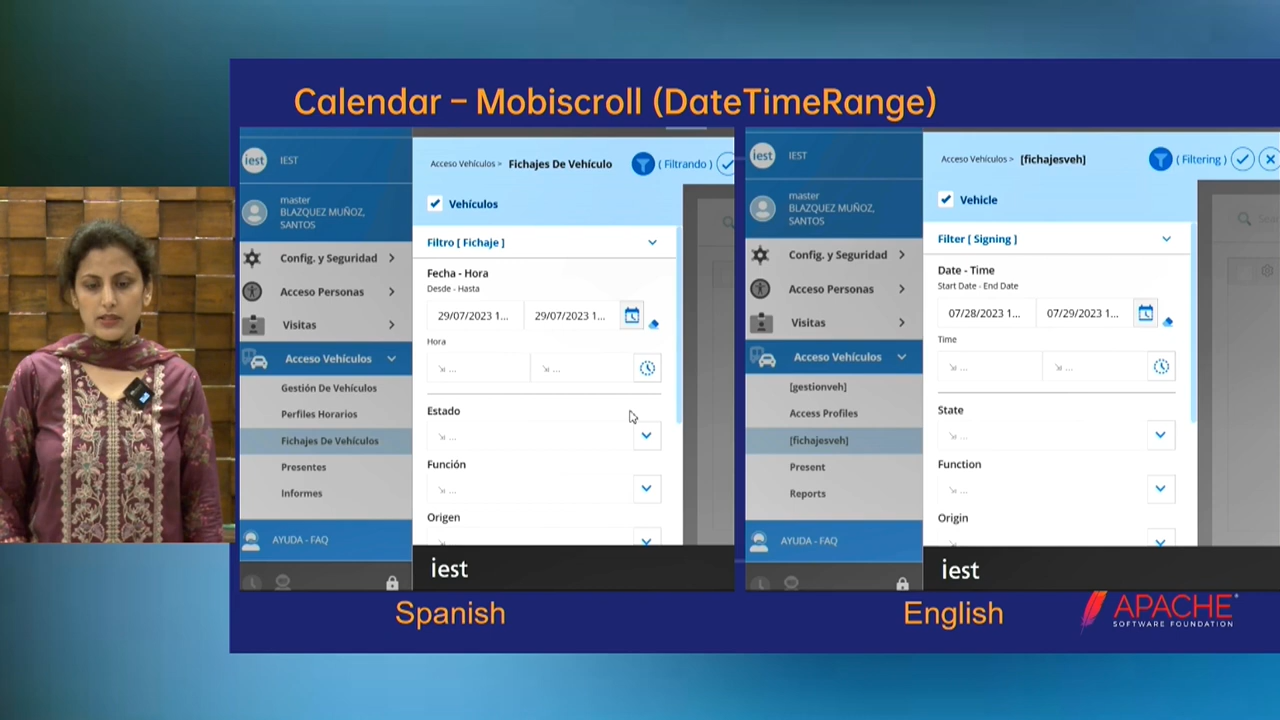 Calendar – Mobiscroll (DateTimeRange)
iest IEST
master
BLAZQUEZ MUÑOZ,
SANTOS
Config. y Seguridad
Acceso Personas
Visitas
Acceso Vehículos
Gestión De Vehículos
Perfiles Horarios
Fichajes De Vehículos
Presentes
Informes
AYUDA - FAQ
Acceso Vehículos > Fichajes De Vehículo ( Filtrando )
Vehículos
Filtro [ Fichaje ]
Fecha - Hora
Desde - Hasta
29/07/2023 1... 29/07/2023 1...
Hora
... ...
Estado
...
Función
...
Origen
iest
Spanish
iest IEST
master
BLAZQUEZ MUÑOZ,
SANTOS
Config. y Seguridad
Acceso Personas
Visitas
Acceso Vehículos
[gestionveh]
Access Profiles
[fichajesveh]
Present
Reports
AYUDA - FAQ
Acceso Vehículos > [fichajesveh] ( Filtering )
Vehicle
Filter [ Signing ]
Date - Time
Start Date - End Date
07/28/2023 1... 07/29/2023 1...
Time
... ...
State
...
Function
...
Origin
iest
English
APACHE
SOFTWARE FOUNDATION